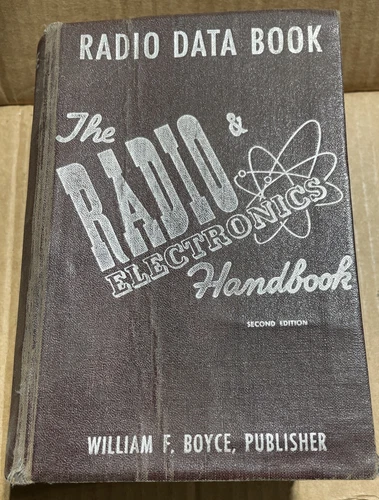 RADIO DATA BOOK
The
RADIO &
ELECTRONICS
Handbook
SECOND EDITION
WILLIAM F. BOYCE, PUBLISHER